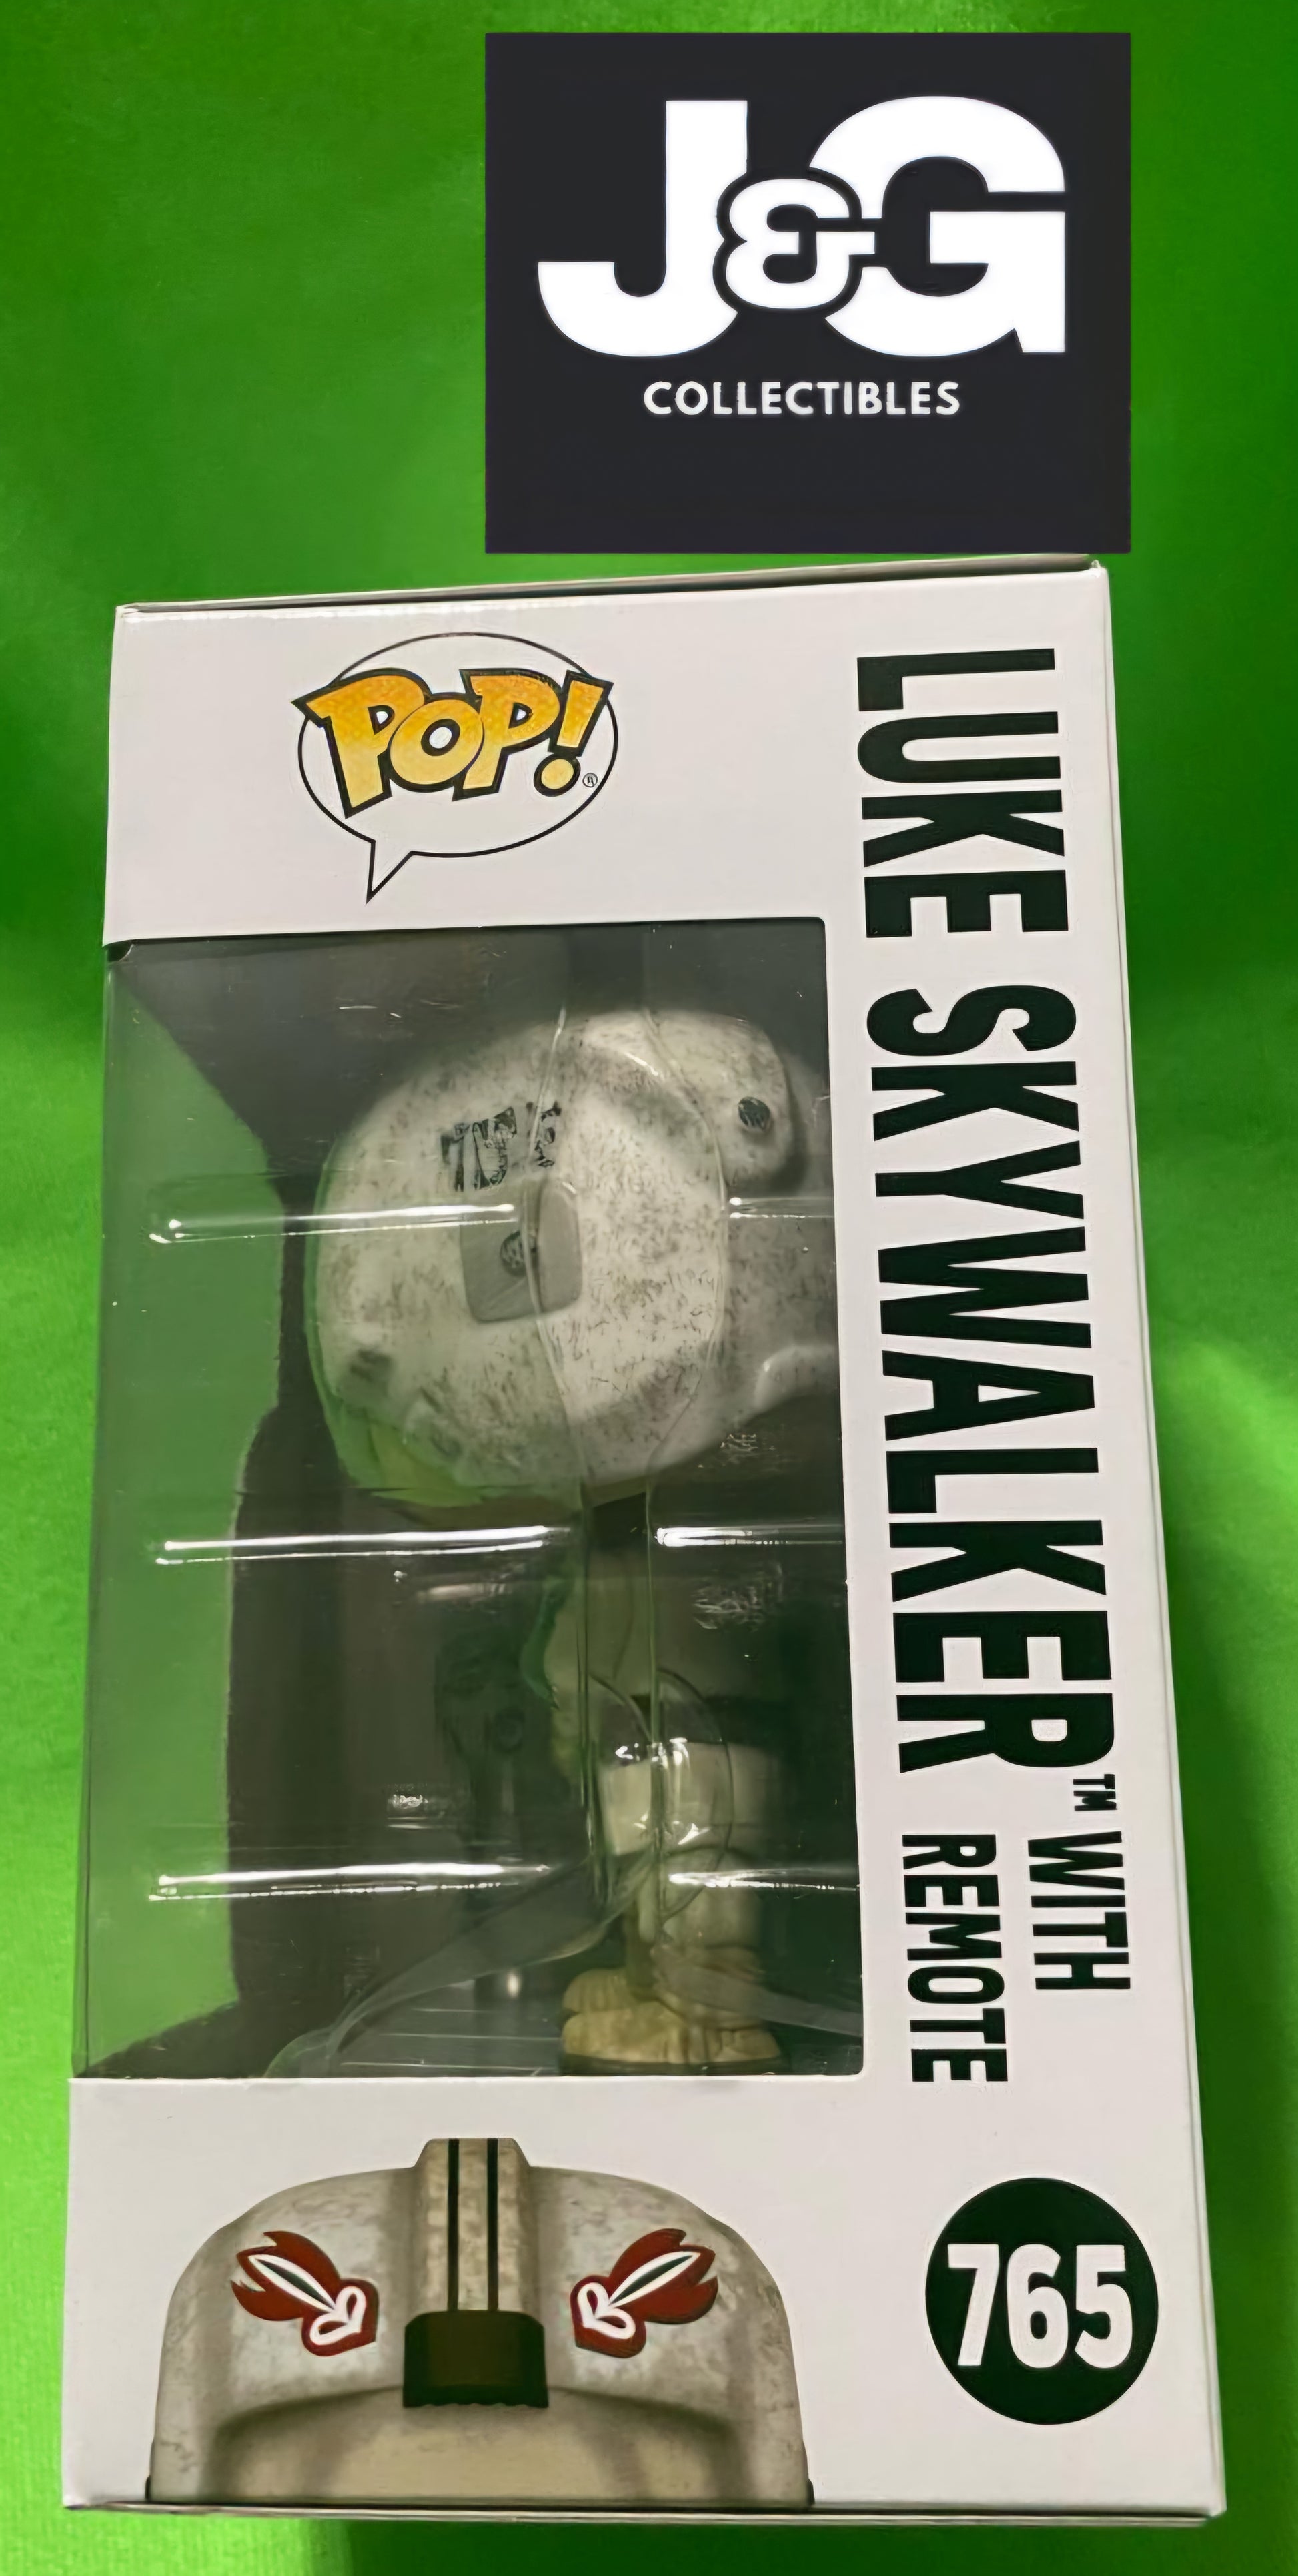 J&G
COLLECTIBLES
POP!®
LUKE SKYWALKER™ WITH
REMOTE
765